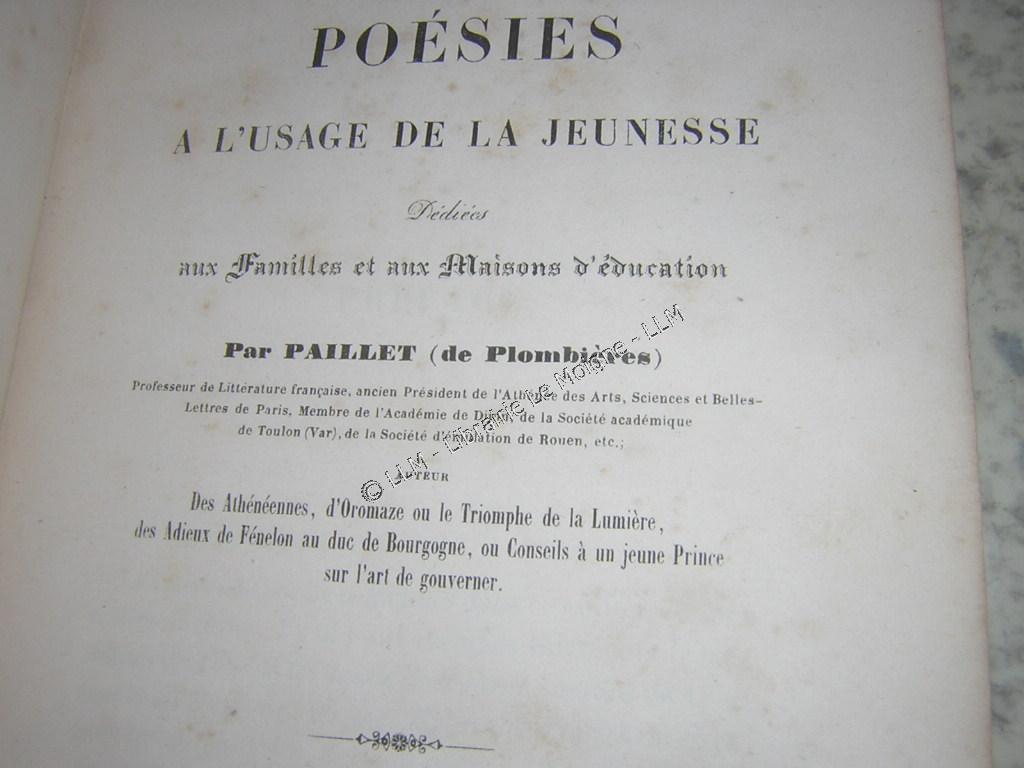 POÉSIES
A L'USAGE DE LA JEUNESSE
Dédiées
aux Familles et aux Maisons d'éducation
Par PAILLET (de Plombières)
Professeur de Littérature française, ancien Président de l'Athénée des Arts, Sciences et Belles-
Lettres de Paris, Membre de l'Académie de Dijon, de la Société académique
de Toulon (Var), de la Société d'émulation de Rouen, etc.;
AUTEUR
Des Athénéennes, d'Oromaze ou le Triomphe de la Lumière,
des Adieux de Fénelon au duc de Bourgogne, ou Conseils à un jeune Prince
sur l'art de gouverner.
© LLM - Librairie Le Moigne - LLM